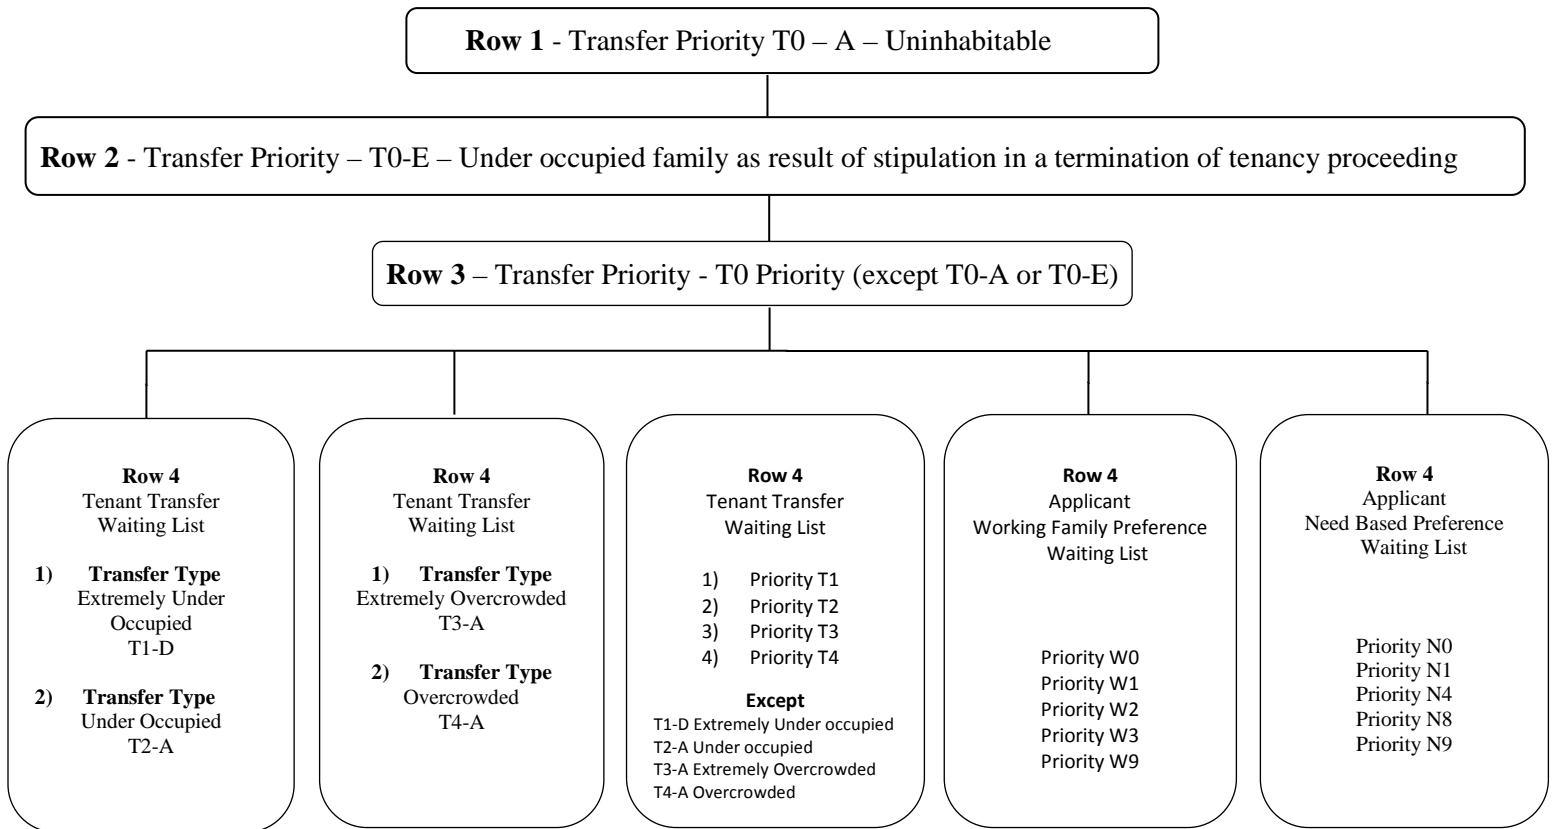 Row 1 - Transfer Priority T0 – A – Uninhabitable
Row 2 - Transfer Priority – T0-E – Under occupied family as result of stipulation in a termination of tenancy proceeding
Row 3 – Transfer Priority - T0 Priority (except T0-A or T0-E)
Row 4
Tenant Transfer
Waiting List
1) Transfer Type
Extremely Under
Occupied
T1-D
2) Transfer Type
Under Occupied
T2-A
Row 4
Tenant Transfer
Waiting List
1) Transfer Type
Extremely Overcrowded
T3-A
2) Transfer Type
Overcrowded
T4-A
Row 4
Tenant Transfer
Waiting List
1) Priority T1
2) Priority T2
3) Priority T3
4) Priority T4
Except
T1-D Extremely Under occupied
T2-A Under occupied
T3-A Extremely Overcrowded
T4-A Overcrowded
Row 4
Applicant
Working Family Preference
Waiting List
Priority W0
Priority W1
Priority W2
Priority W3
Priority W9
Row 4
Applicant
Need Based Preference
Waiting List
Priority N0
Priority N1
Priority N4
Priority N8
Priority N9